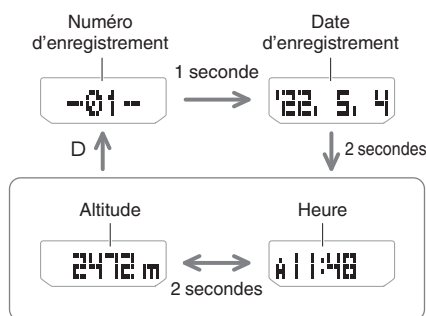 Numéro
d'enregistrement
Date
d'enregistrement
-01-
1 seconde
'22. 5. 4
D
2 secondes
Altitude
Heure
2472 m
2 secondes
A 11:48